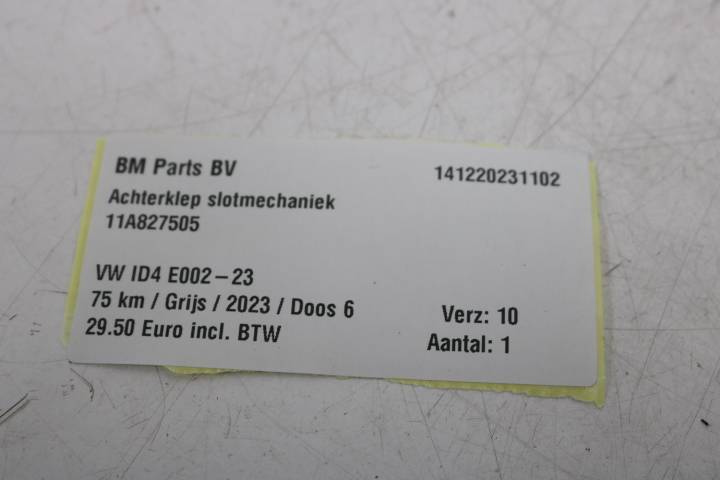 BM Parts BV 141220231102
Achterklep slotmechaniek
11A827505
VW ID4 E002-23
75 km / Grijs / 2023 / Doos 6 Verz: 10
29.50 Euro incl. BTW Aantal: 1